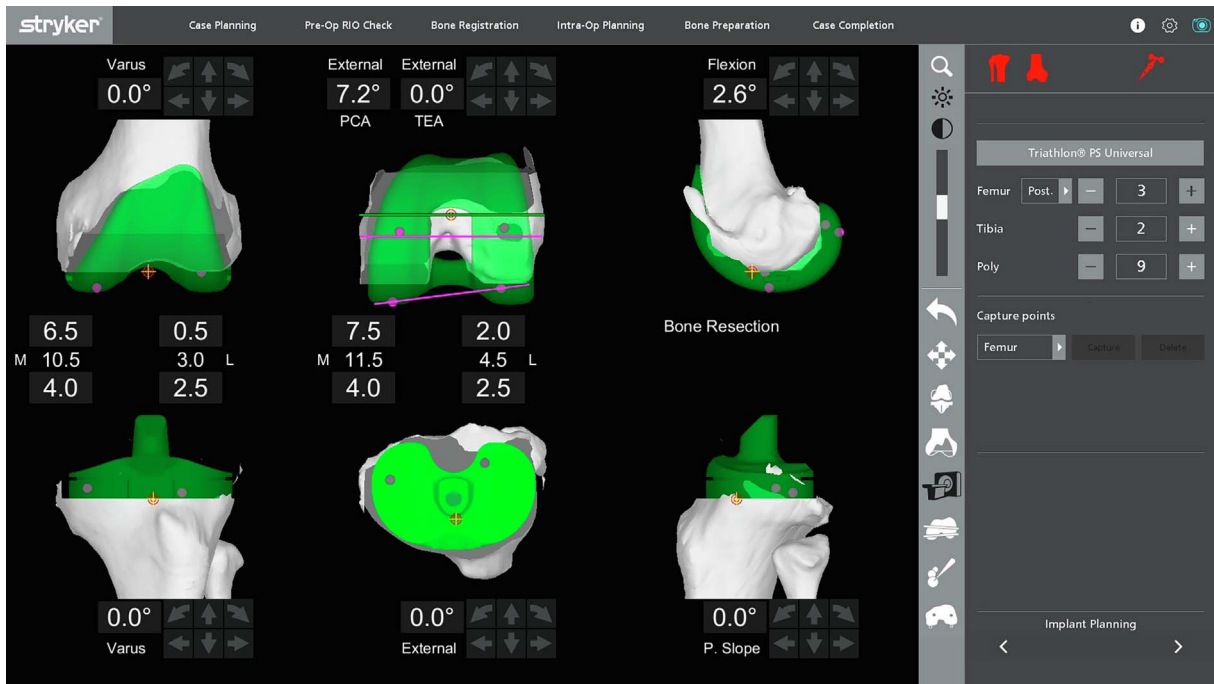 stryker
Case Planning
Pre-Op RIO Check
Bone Registration
Intra-Op Planning
Bone Preparation
Case Completion
Varus
0.0°
External External
7.2° 0.0°
PCA TEA
Flexion
2.6°
6.5 0.5
M 10.5 3.0 L
4.0 2.5
7.5 2.0
M 11.5 4.5 L
4.0 2.5
Bone Resection
0.0°
Varus
0.0°
External
0.0°
P. Slope
Triathlon® PS Universal
Femur Post. 3
Tibia 2
Poly 9
Capture points
Femur Capture Delete
Implant Planning